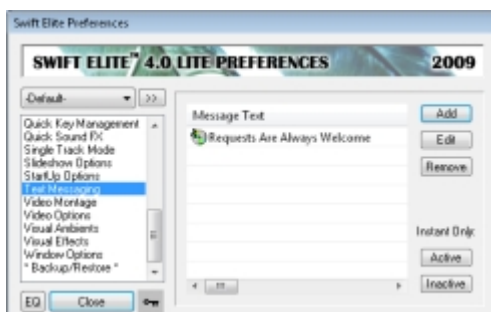 Swift Elite Preferences
SWIFT ELITE™ 4.0 LITE PREFERENCES 2009
-Default-
>>
Quick Key Management
Quick Sound FX
Single Track Mode
Slideshow Options
StartUp Options
Text Messaging
Video Montage
Video Options
Visual Ambients
Visual Effects
Window Options
* Backup/Restore *
EQ
Close
Message Text
Requests Are Always Welcome
Add
Edit
Remove
Instant Only:
Active
Inactive